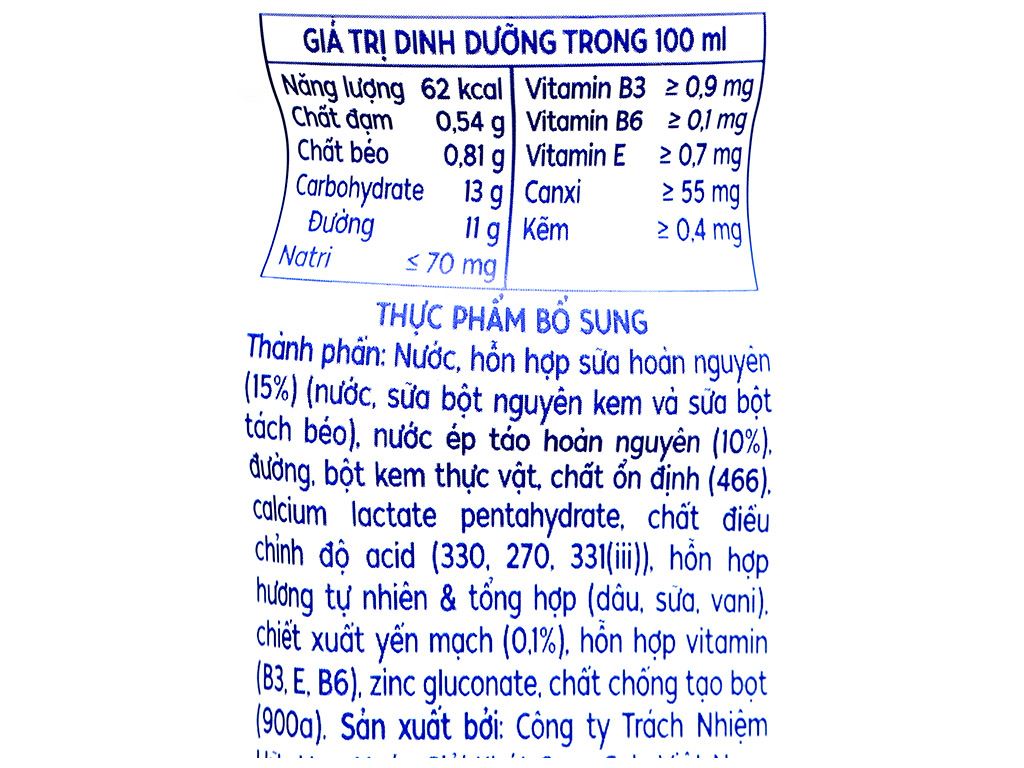 GIÁ TRỊ DINH DƯỠNG TRONG 100 ml
Năng lượng 62 kcal
Chất đạm 0,54 g
Chất béo 0,81 g
Carbohydrate 13 g
Đường 11 g
Natri ≤ 70 mg
Vitamin B3 ≥ 0,9 mg
Vitamin B6 ≥ 0,1 mg
Vitamin E ≥ 0,7 mg
Canxi ≥ 55 mg
Kẽm ≥ 0,4 mg
THỰC PHẨM BỔ SUNG
Thành phần: Nước, hỗn hợp sữa hoàn nguyên
(15%) (nước, sữa bột nguyên kem và sữa bột
tách béo), nước ép táo hoàn nguyên (10%),
đường, bột kem thực vật, chất ổn định (466),
calcium lactate pentahydrate, chất điều
chỉnh độ acid (330, 270, 331(iii)), hỗn hợp
hương tự nhiên & tổng hợp (dâu, sữa, vani),
chiết xuất yến mạch (0,1%), hỗn hợp vitamin
(B3, E, B6), zinc gluconate, chất chống tạo bọt
(900a). Sản xuất bởi: Công ty Trách Nhiệm